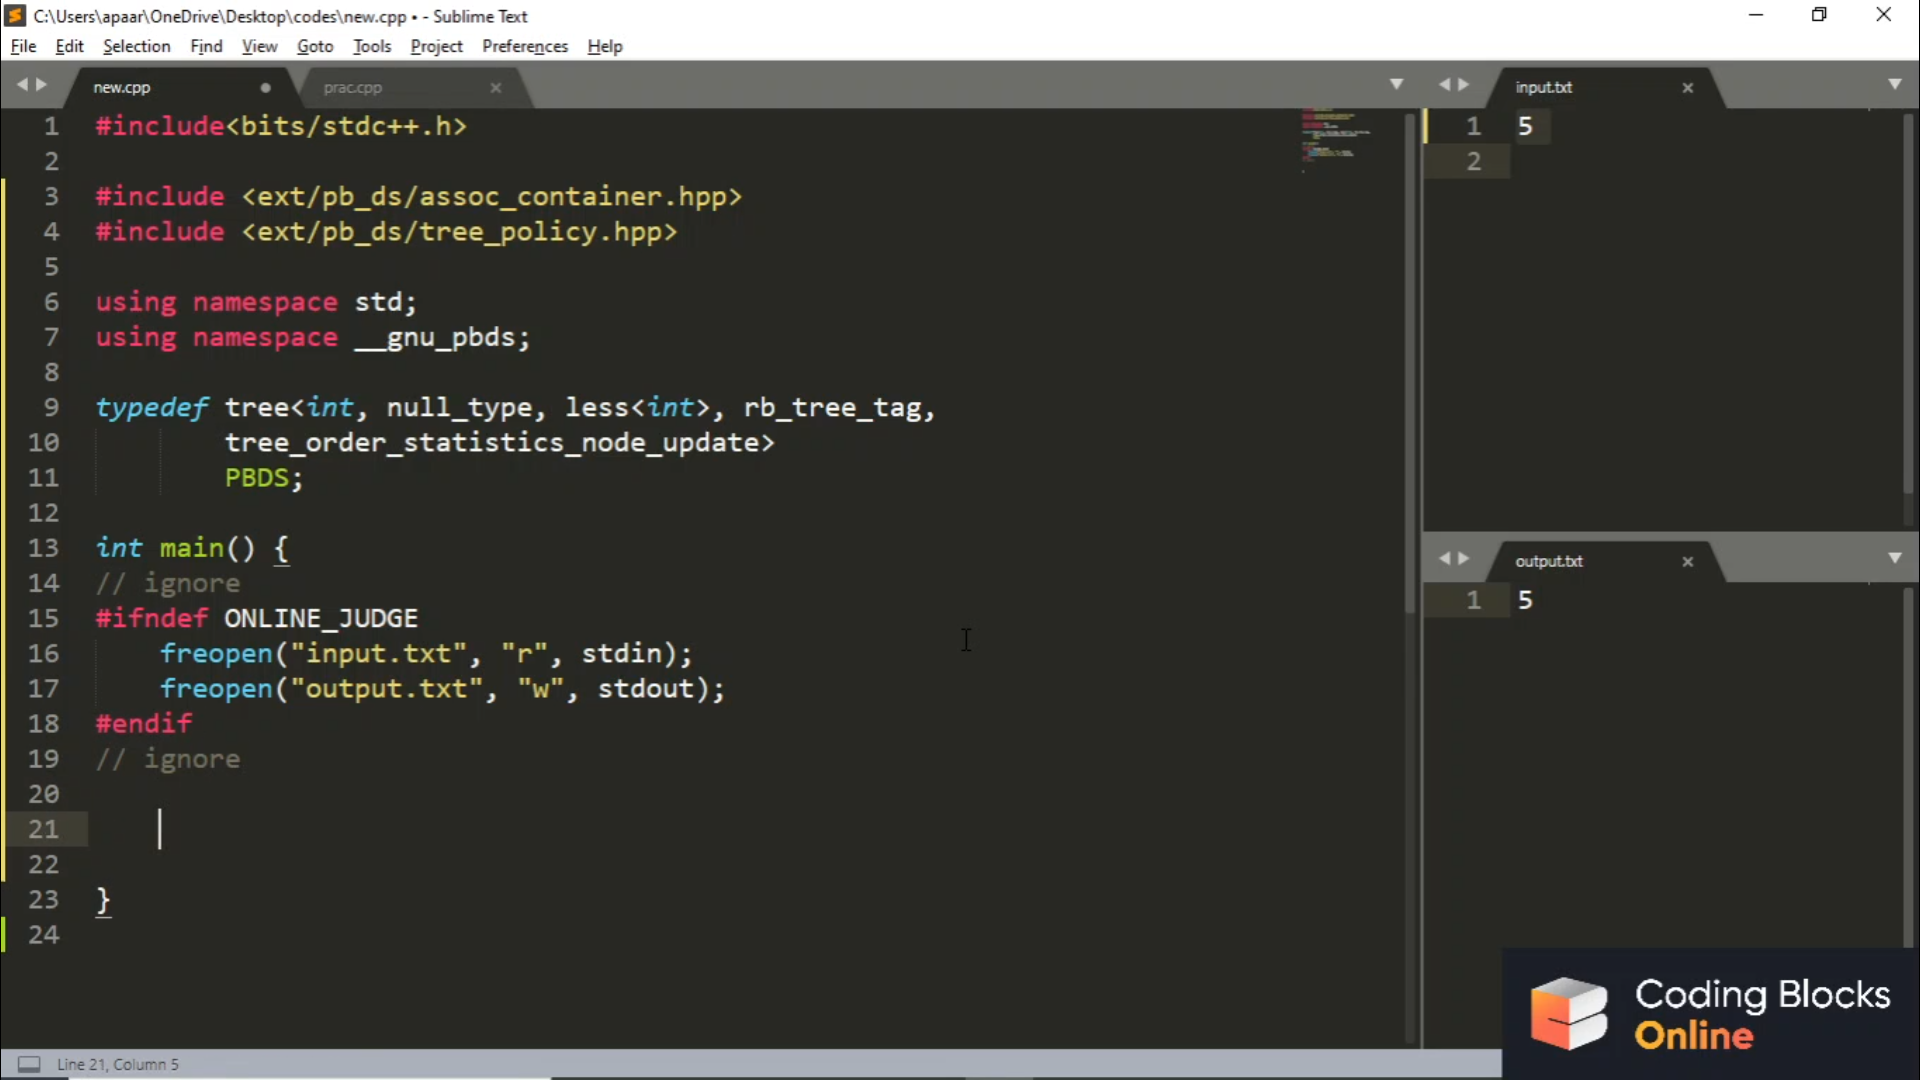 C:\Users\apaar\OneDrive\Desktop\codes\new.cpp • - Sublime Text
File Edit Selection Find View Goto Tools Project Preferences Help
new.cpp
prac.cpp
1 #include<bits/stdc++.h>
2
3 #include <ext/pb_ds/assoc_container.hpp>
4 #include <ext/pb_ds/tree_policy.hpp>
5
6 using namespace std;
7 using namespace __gnu_pbds;
8
9 typedef tree<int, null_type, less<int>, rb_tree_tag,
10 tree_order_statistics_node_update>
11 PBDS;
12
13 int main() {
14 // ignore
15 #ifndef ONLINE_JUDGE
16 freopen("input.txt", "r", stdin);
17 freopen("output.txt", "w", stdout);
18 #endif
19 // ignore
20
21
22
23 }
24
input.txt
1 5
2
output.txt
1 5
Coding Blocks
Online
Line 21, Column 5